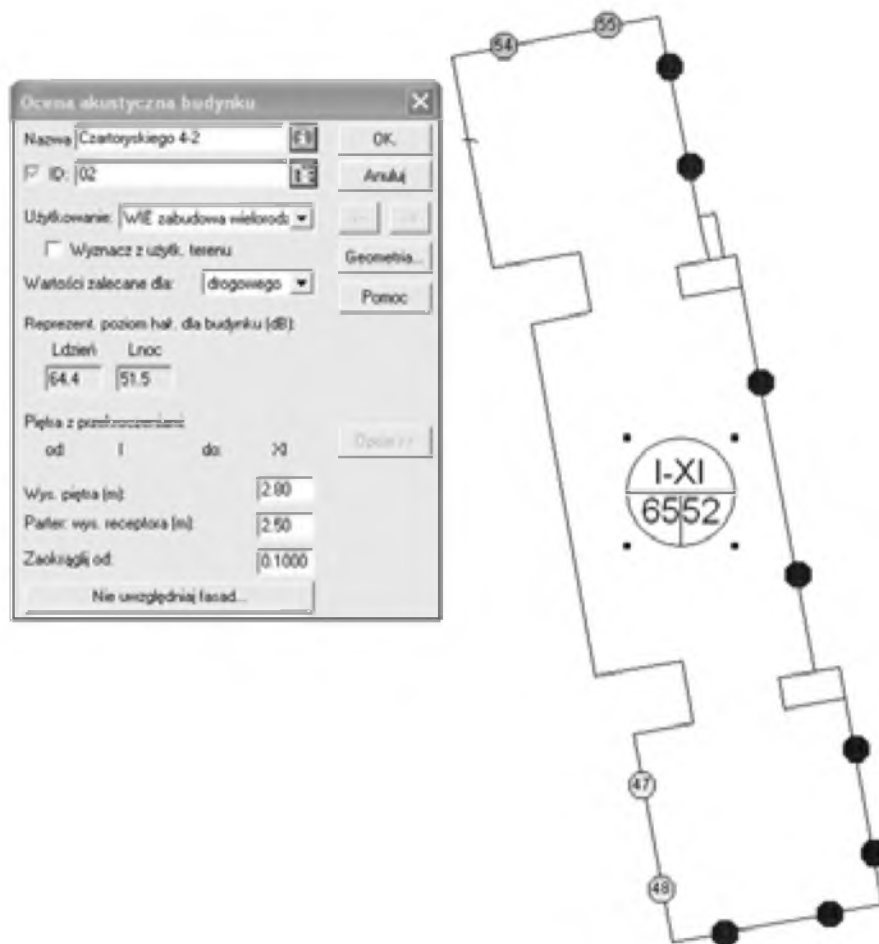 Ocena akustyczna budynku
Nazwa Czartoryskiego 4-2
OK.
ID: 02
Anuluj
Użytkowanie: WIE zabudowa wielorodz
Wyznacz z użytk. terenu
Geometria...
Wartości zalecane dla: drogowego
Pomoc
Reprezent. poziom hał. dla budynku (dB):
Ldzień Lnoc
64.4 51.5
Piętra z
od: I do: XI
Wys. piętra (m): 2.80
Parter: wys. receptora (m): 2.50
Zaokrąglij od: 0.1000
Nie uwzględniaj fasad...
54
55
I-XI
65 52
47
48